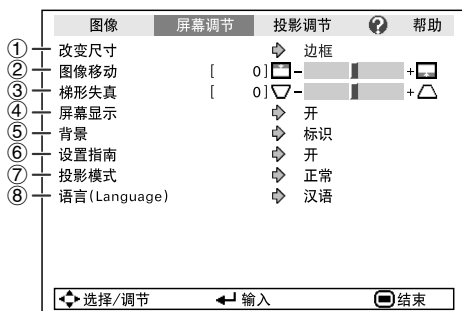 图像 屏幕调节 投影调节 ? 帮助
① 改变尺寸 边框
② 图像移动 [ 0] - +
③ 梯形失真 [ 0] - +
④ 屏幕显示 开
⑤ 背景 标识
⑥ 设置指南 开
⑦ 投影模式 正常
⑧ 语言(Language) 汉语
选择/调节 输入 结束